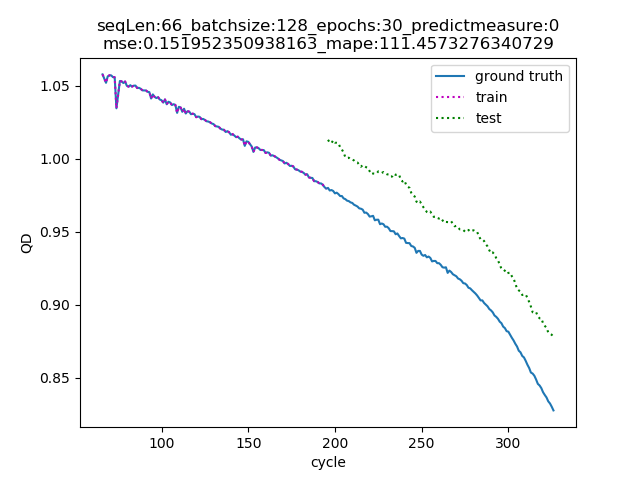 seqLen:66_batchsize:128_epochs:30_predictmeasure:0
mse:0.151952350938163_mape:111.4573276340729
ground truth
train
test
1.05
1.00
0.95
0.90
0.85
QD
100 150 200 250 300
cycle